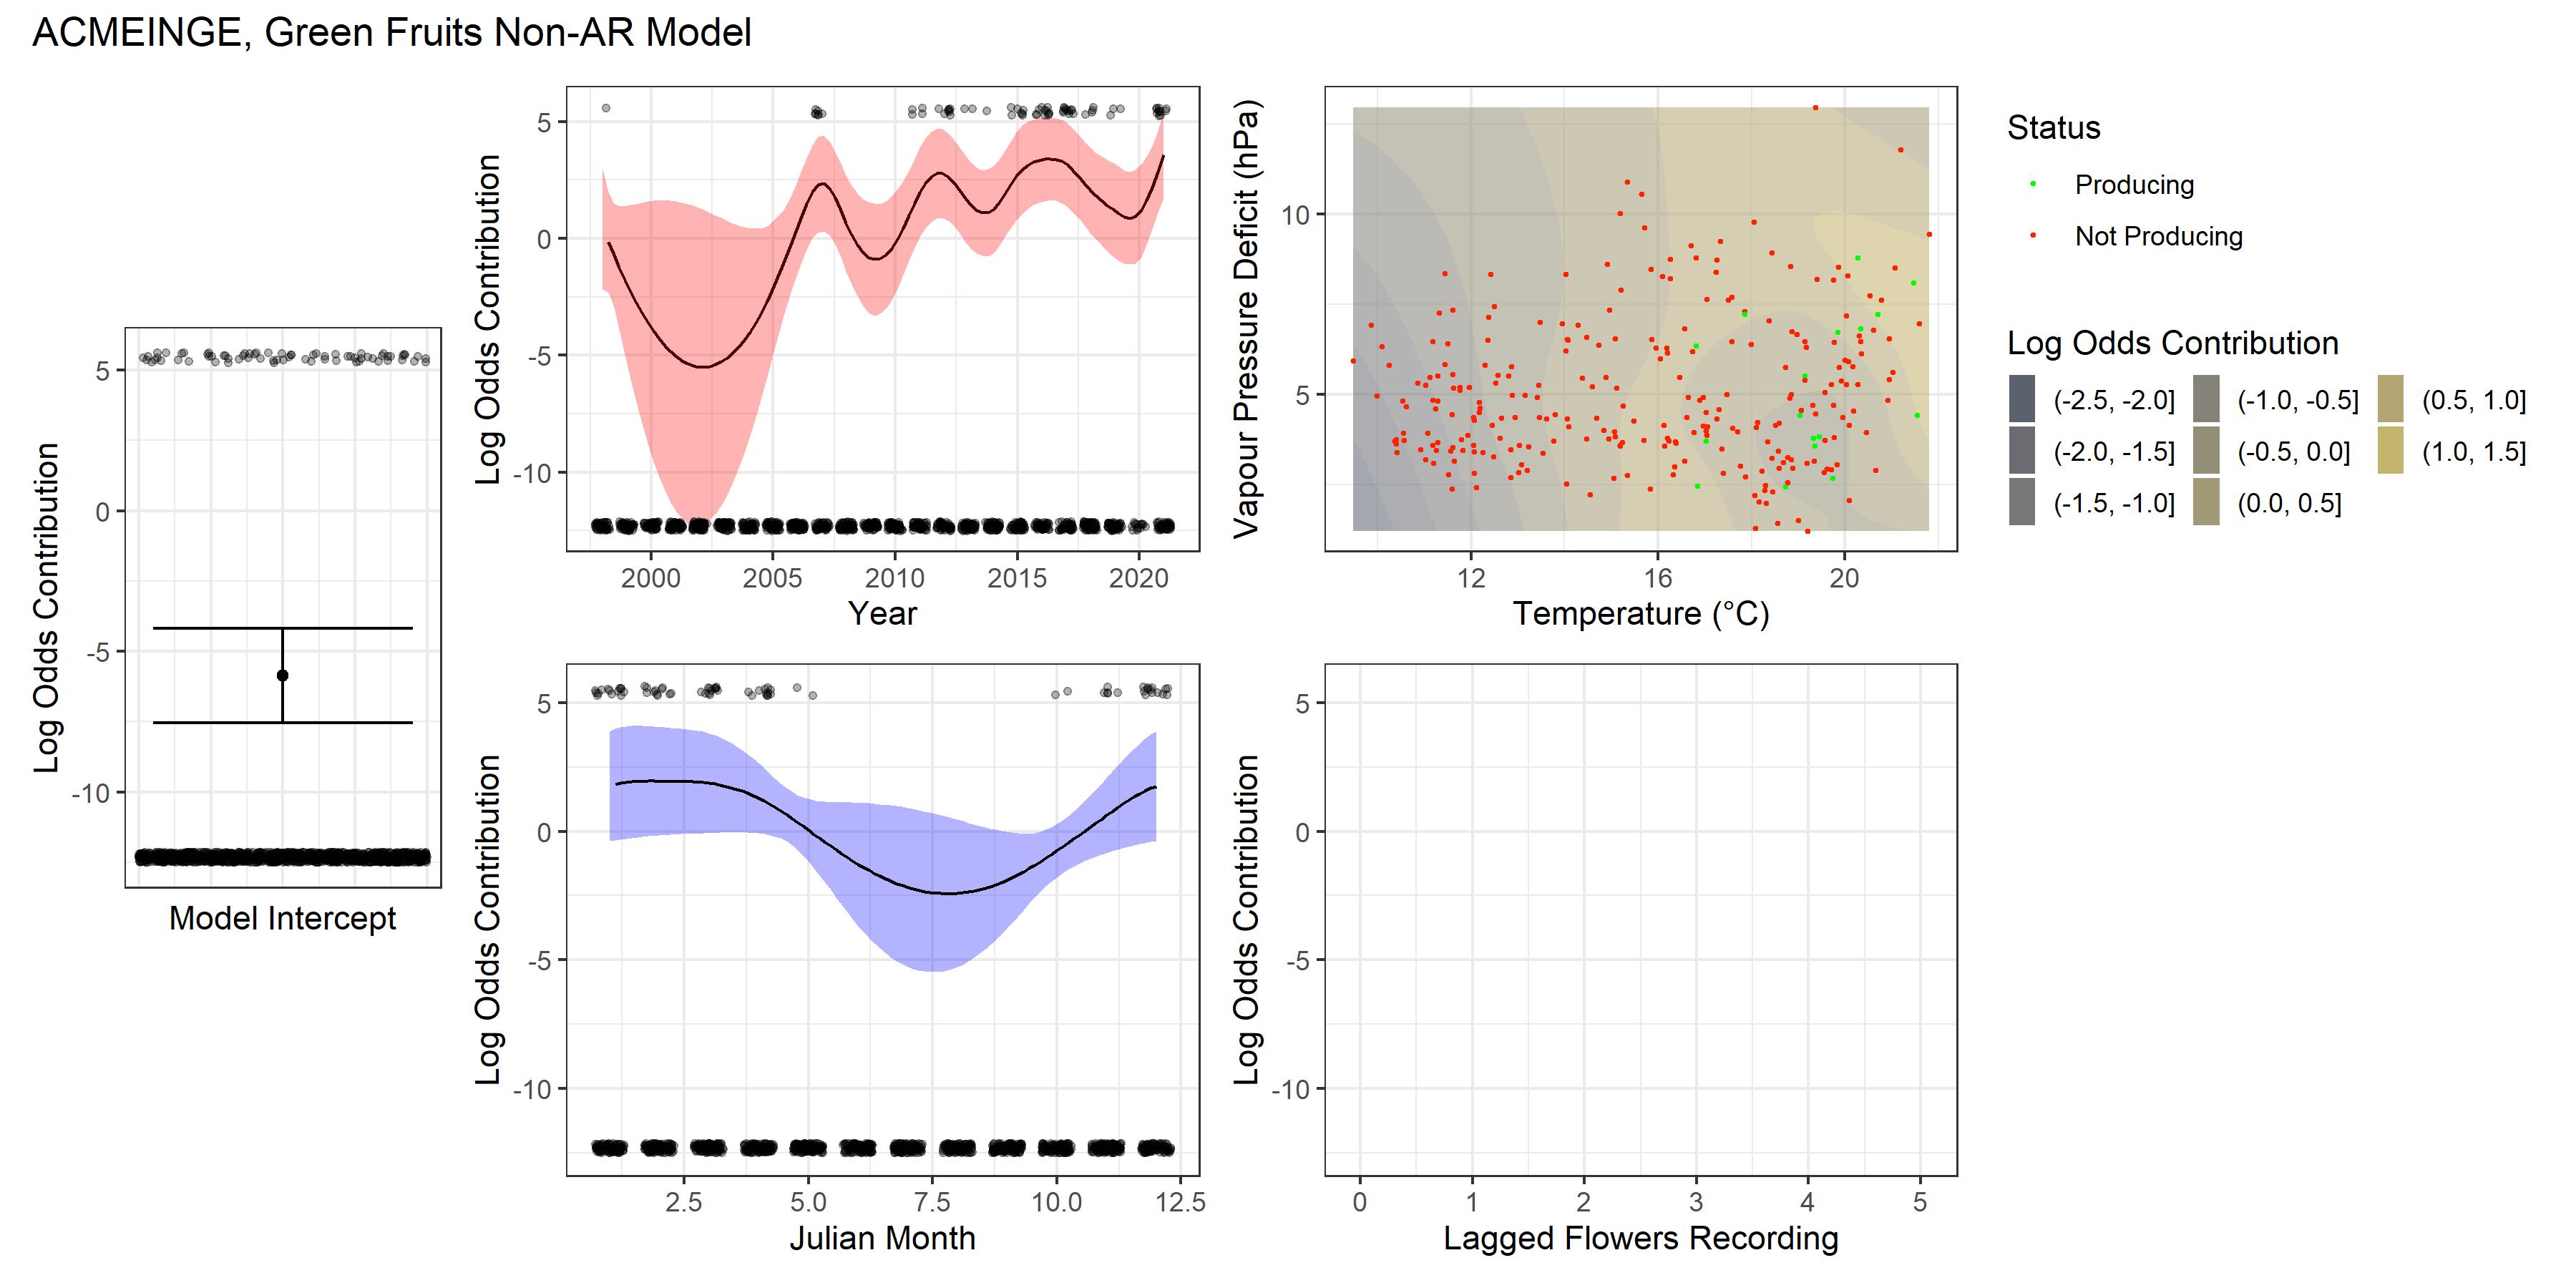 ACMEINGE, Green Fruits Non-AR Model
Log Odds Contribution
5
0
-5
-10
Model Intercept
Log Odds Contribution
5
0
-5
-10
2000 2005 2010 2015 2020
Year
Vapour Pressure Deficit (hPa)
10
5
12 16 20
Temperature (°C)
Status
Producing
Not Producing
Log Odds Contribution
(-2.5, -2.0] (-1.0, -0.5] (0.5, 1.0]
(-2.0, -1.5] (-0.5, 0.0] (1.0, 1.5]
(-1.5, -1.0] (0.0, 0.5]
Log Odds Contribution
5
0
-5
-10
2.5 5.0 7.5 10.0 12.5
Julian Month
Log Odds Contribution
5
0
-5
-10
0 1 2 3 4 5
Lagged Flowers Recording